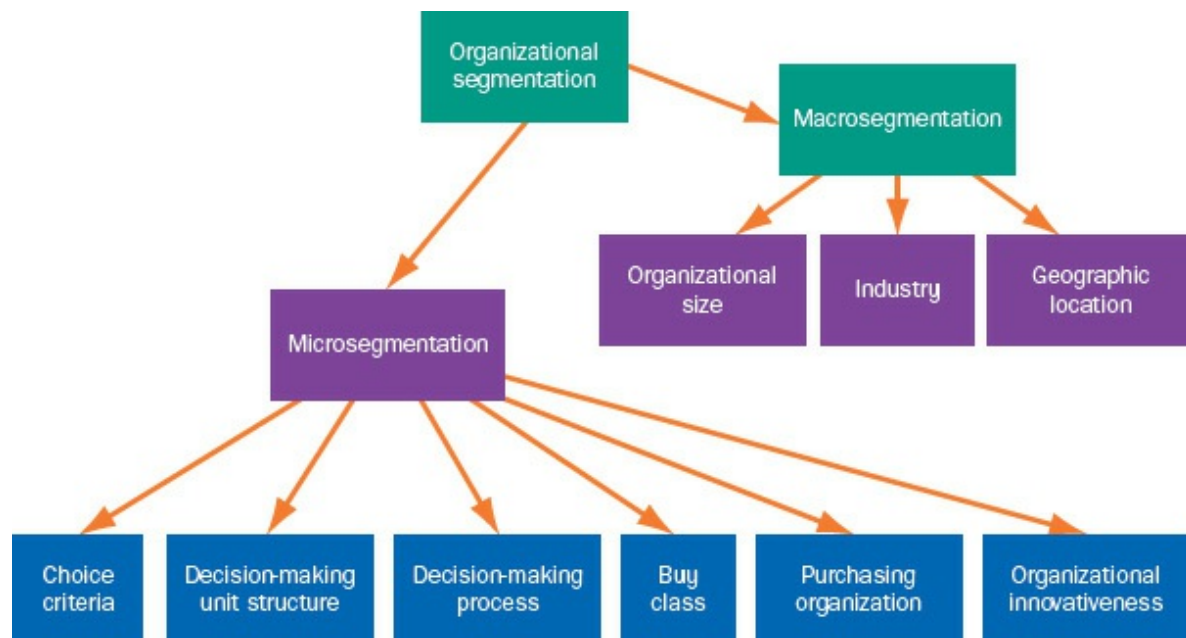 Organizational
segmentation
Macrosegmentation
Organizational
size
Industry
Geographic
location
Microsegmentation
Choice
criteria
Decision-making
unit structure
Decision-making
process
Buy
class
Purchasing
organization
Organizational
innovativeness